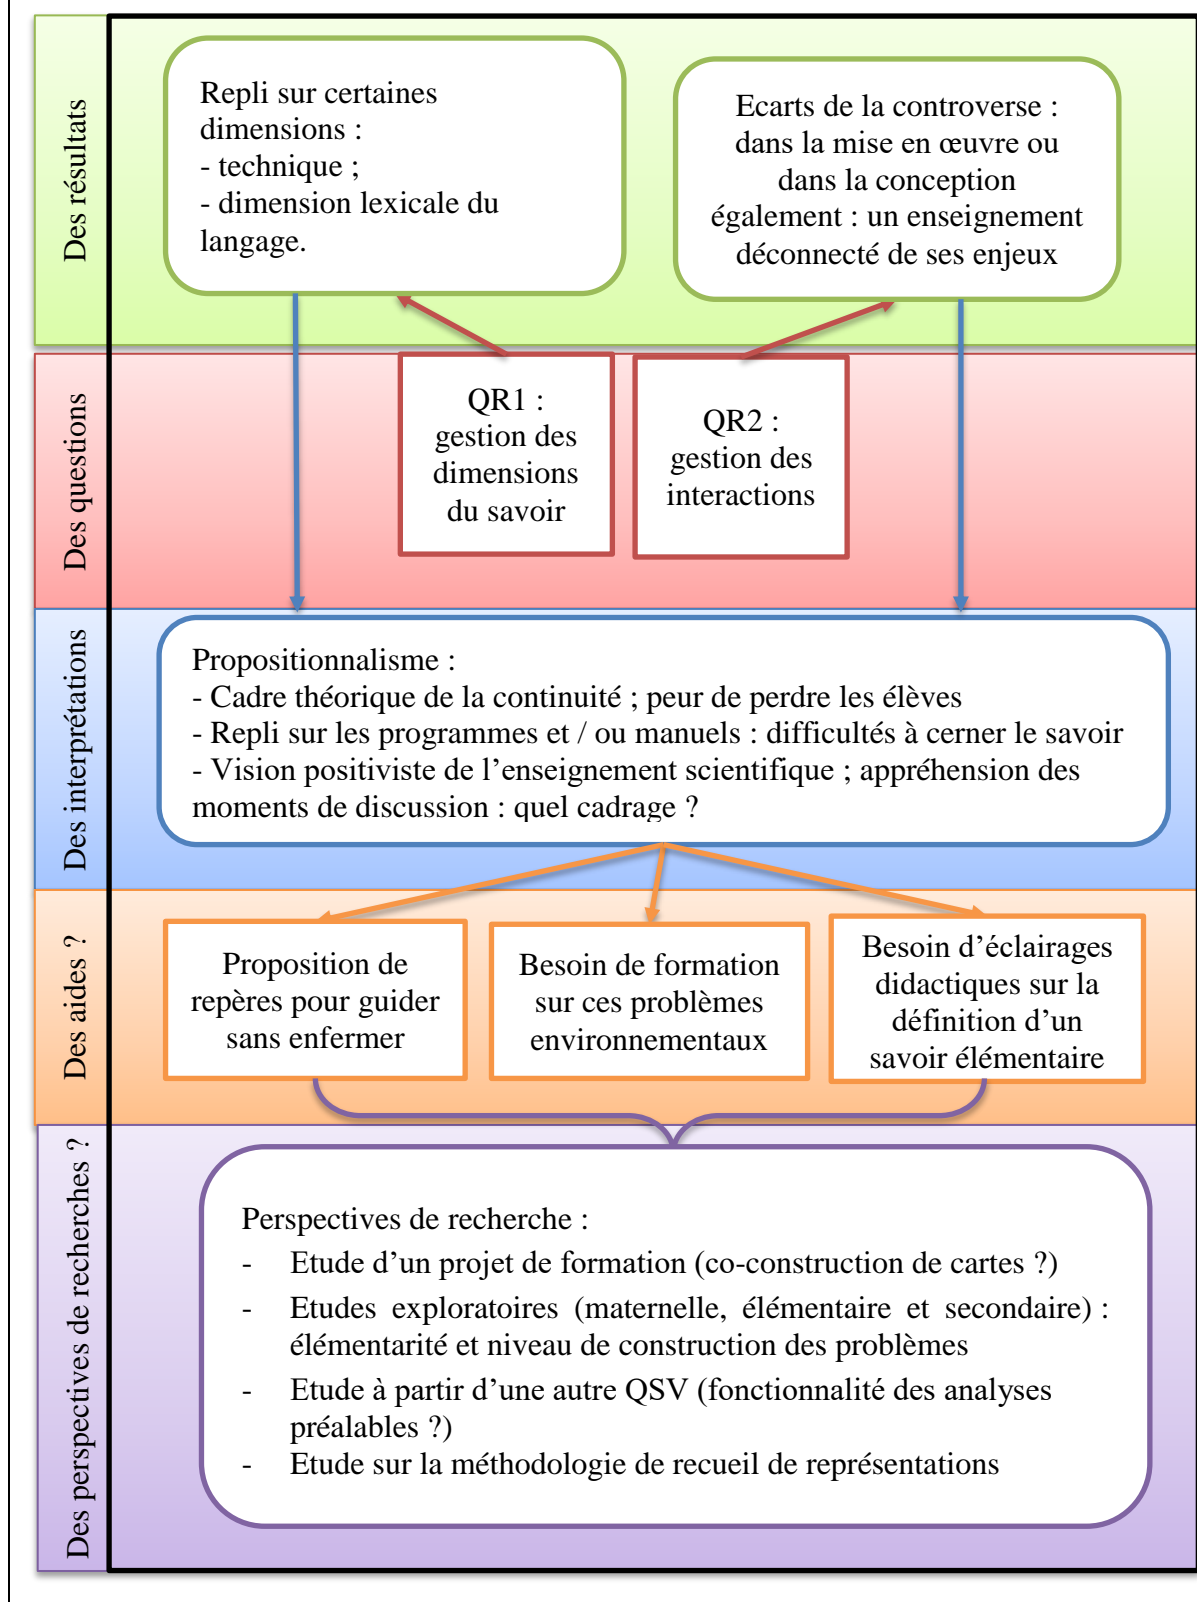 Des résultats
Repli sur certaines
dimensions :
- technique ;
- dimension lexicale du
langage.
Ecarts de la controverse :
dans la mise en œuvre ou
dans la conception
également : un enseignement
déconnecté de ses enjeux
Des questions
QR1 :
gestion des
dimensions
du savoir
QR2 :
gestion des
interactions
Des interprétations
Propositionnalisme :
- Cadre théorique de la continuité ; peur de perdre les élèves
- Repli sur les programmes et / ou manuels : difficultés à cerner le savoir
- Vision positiviste de l’enseignement scientifique ; appréhension des
moments de discussion : quel cadrage ?
Des aides ?
Proposition de
repères pour guider
sans enfermer
Besoin de formation
sur ces problèmes
environnementaux
Besoin d’éclairages
didactiques sur la
définition d’un
savoir élémentaire
Des perspectives de recherches ?
Perspectives de recherche :
- Etude d’un projet de formation (co-construction de cartes ?)
- Etudes exploratoires (maternelle, élémentaire et secondaire) :
élémentarité et niveau de construction des problèmes
- Etude à partir d’une autre QSV (fonctionnalité des analyses
préalables ?)
- Etude sur la méthodologie de recueil de représentations